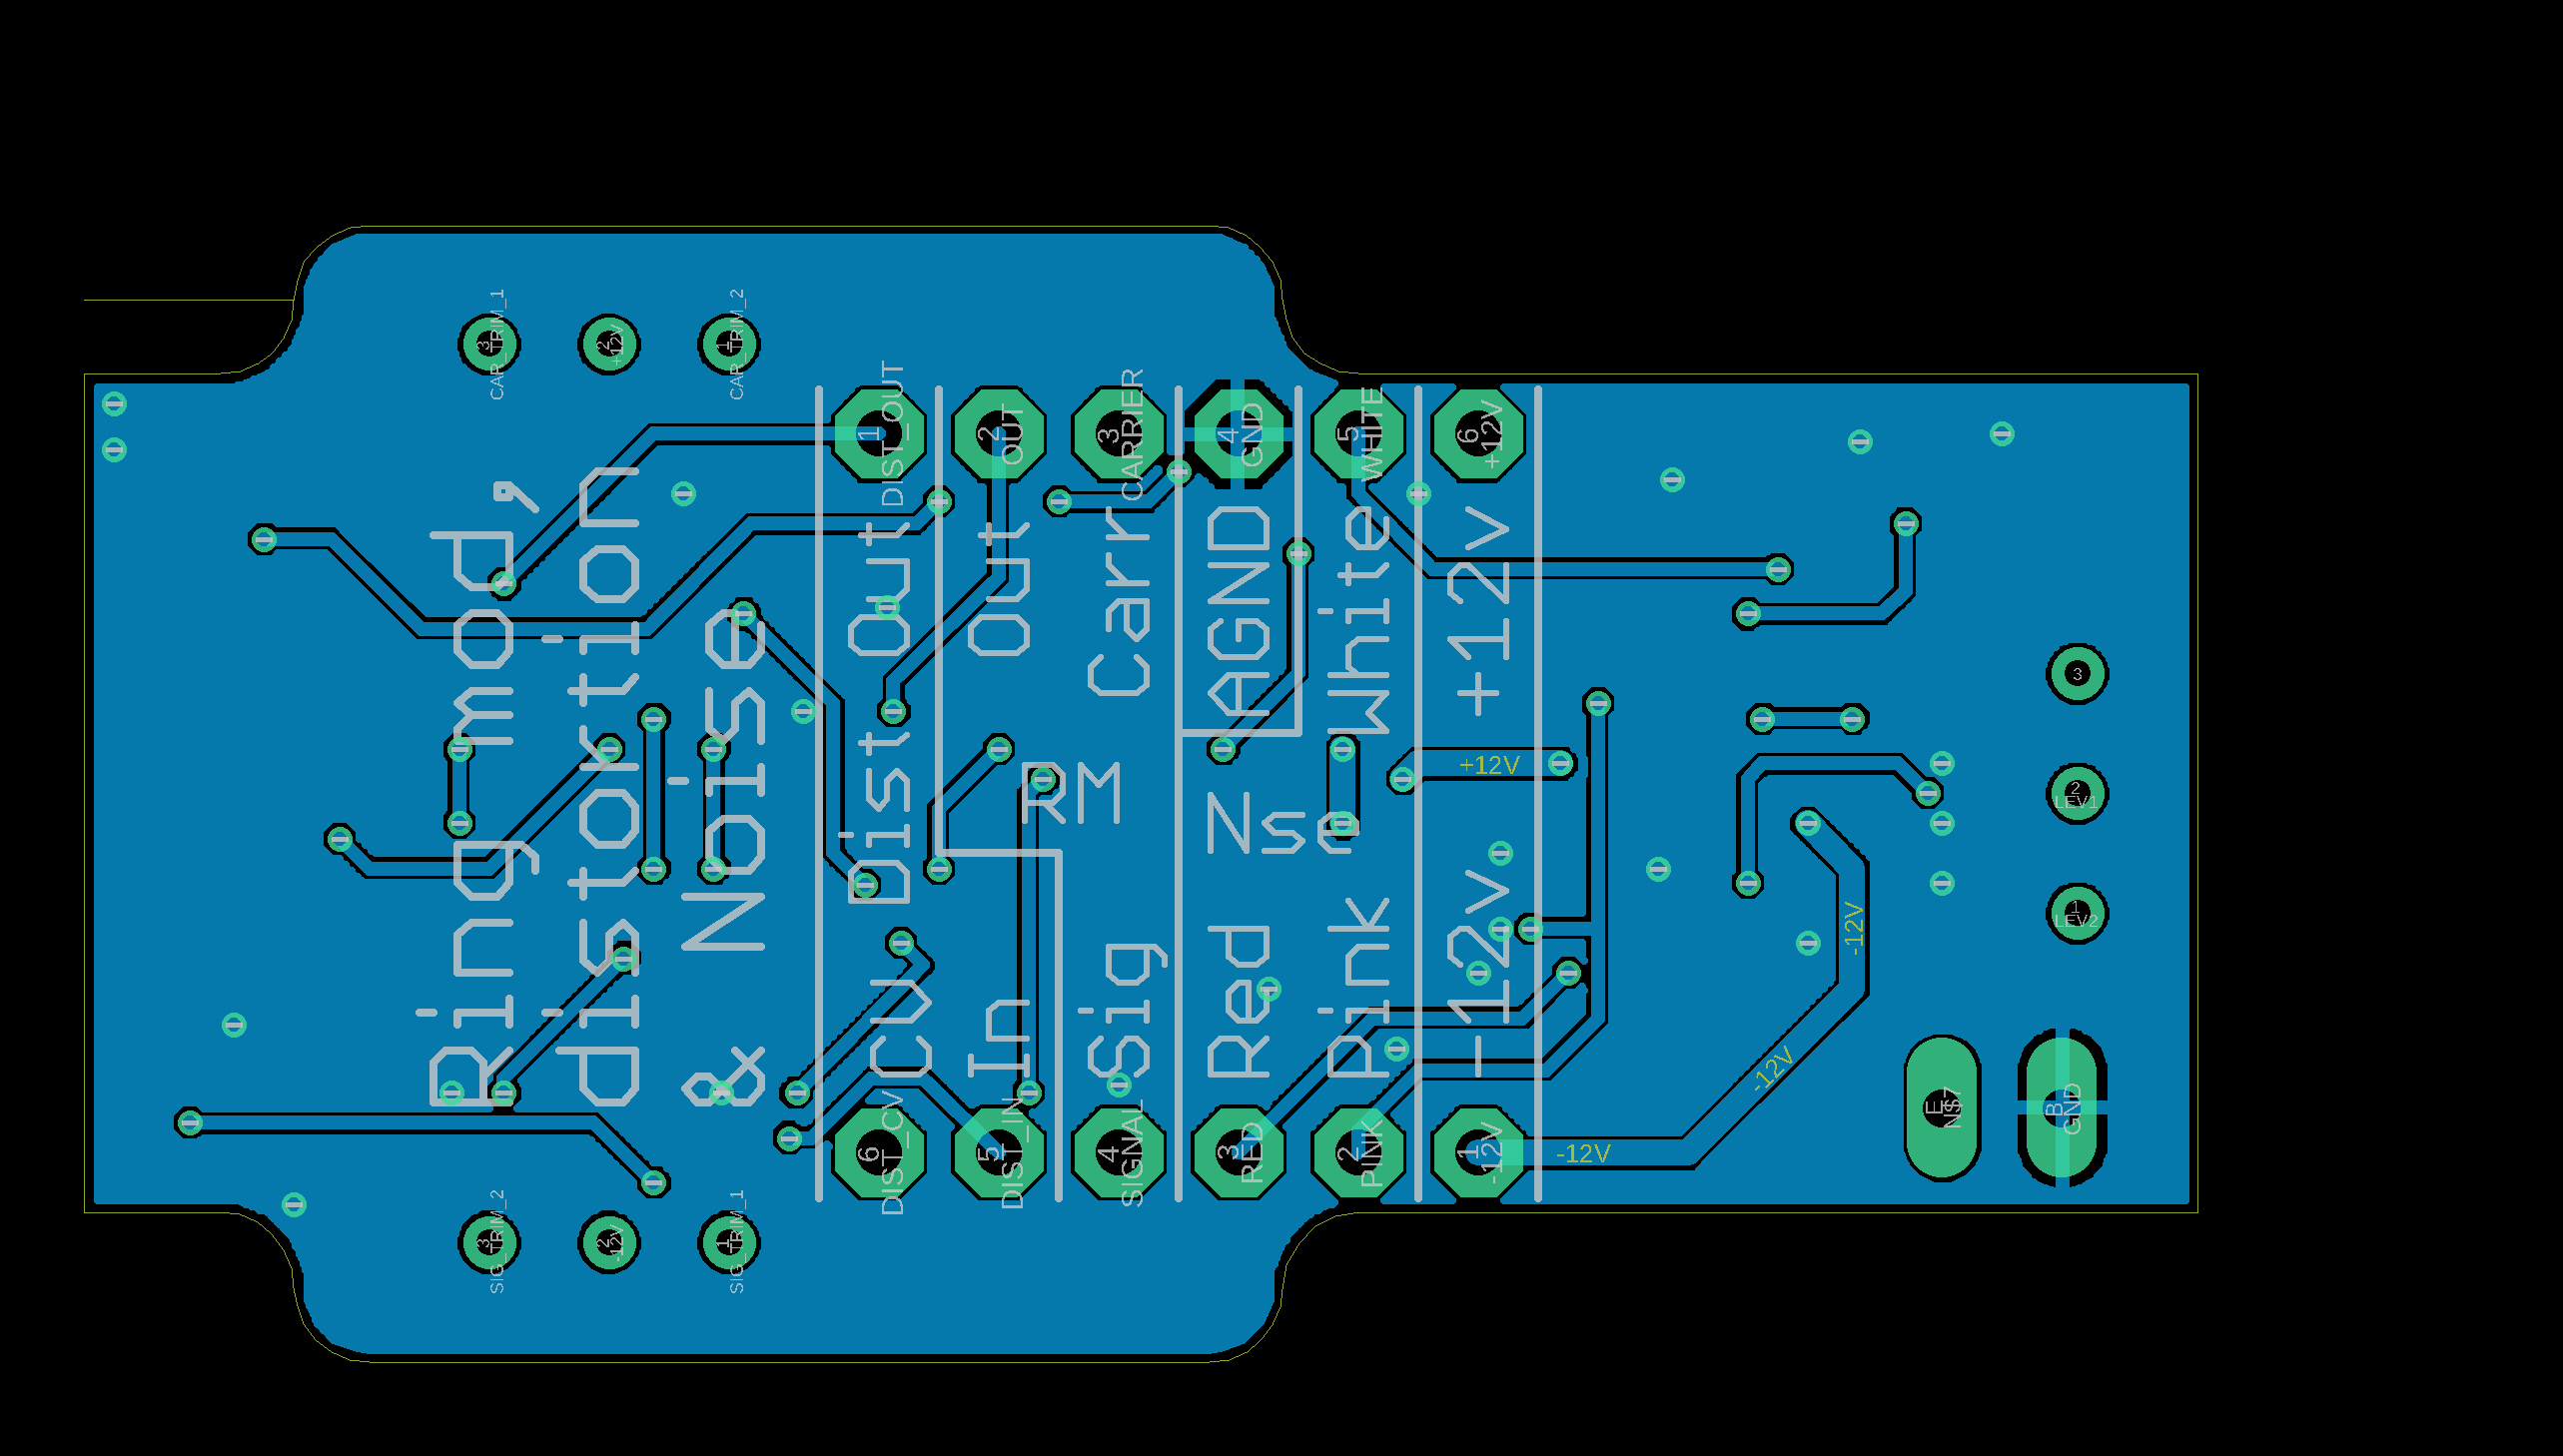 Ring mod,
distortion
& Noise
Dist Out
CV
Out
In
RM
Carr
Sig
AGND
Nse
Red
White
Pink
+12v
-12v
3
CAR_TRIM_1
2
+12V
1
CAR_TRIM_2
1
DIST_OUT
2
OUT
3
CARRIER
4
GND
5
WHITE
6
+12V
+12V
-12V
-12V
-12V
3
2
LEV1
1
LEV2
E
N$7
B
GND
6
DIST_CV
5
DIST_IN
4
SIGNAL
3
RED
2
PINK
1
-12V
3
SIG_TRIM_2
2
-12V
1
SIG_TRIM_1